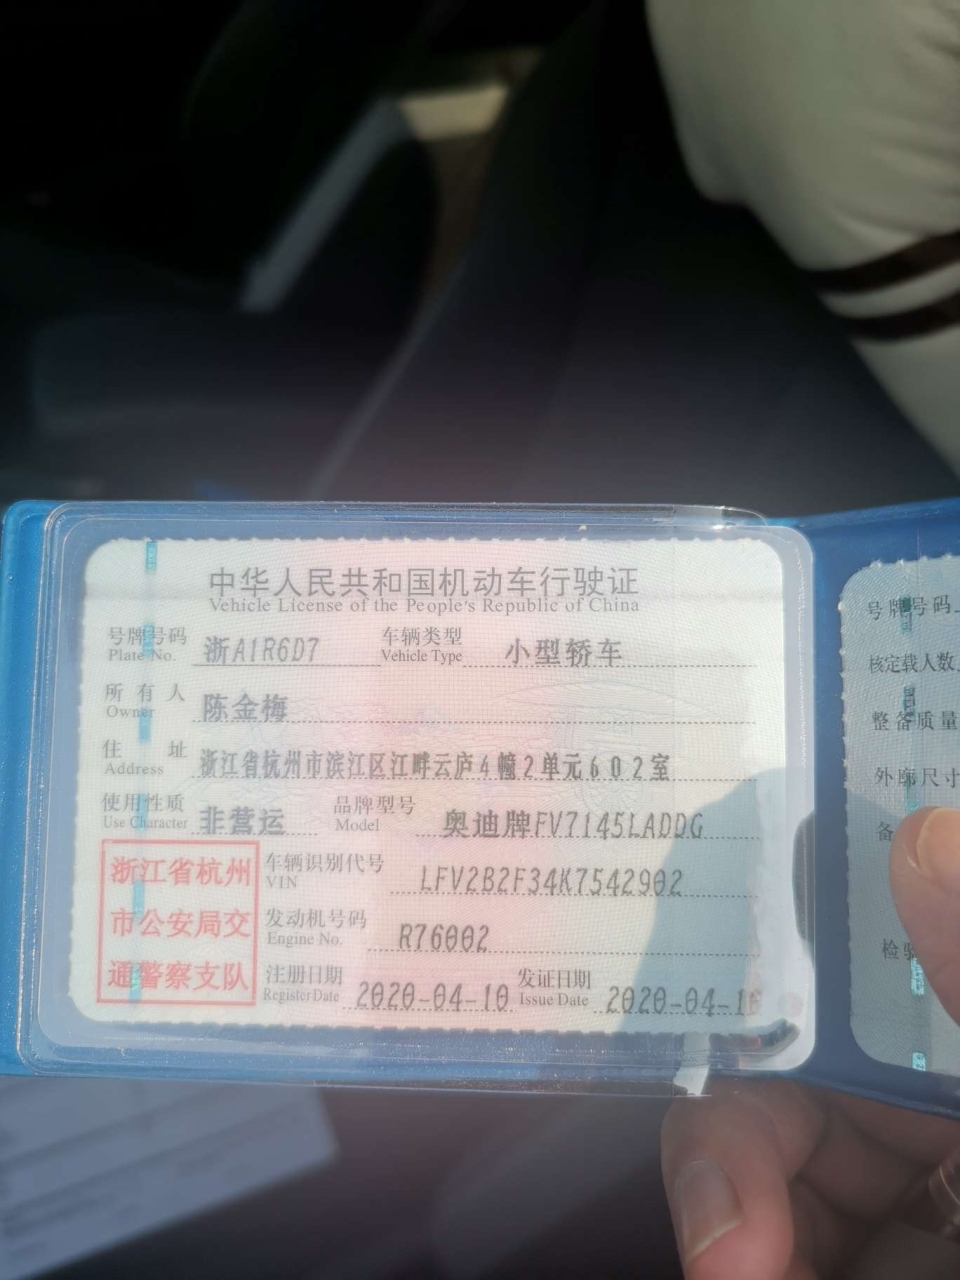 中华人民共和国机动车行驶证
Vehicle License of the People's Republic of China
号牌号码 浙A1R6D7 车辆类型 小型轿车
Plate No. Vehicle Type
所有人 陈金梅
Owner
住址 浙江省杭州市滨江区江畔云庐4幢2单元602室
Address
使用性质 非营运 品牌型号 奥迪牌FV7145LADDG
Use Character Model
浙江省杭州
市公安局交
通警察支队
车辆识别代号 LFV2B2F34K7542902
VIN
发动机号码 R76002
Engine No.
注册日期 2020-04-10 发证日期 2020-04-10
Register Date Issue Date
号牌号码
核定载人数
整备质量
外廓尺寸
备
检验